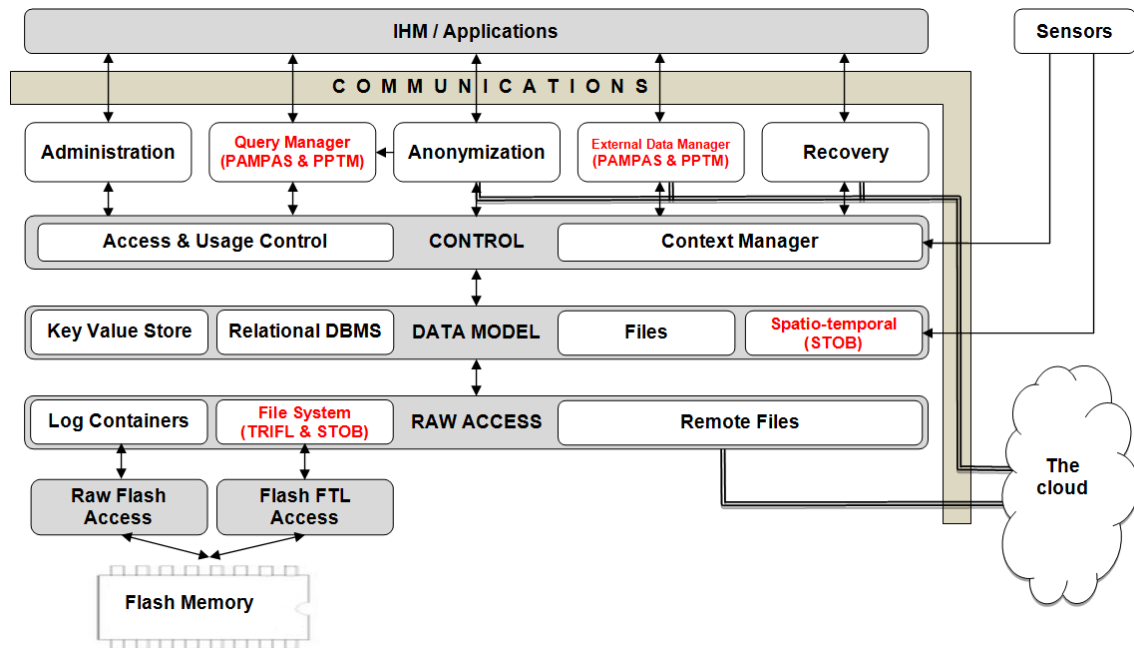 IHM / Applications
Sensors
COMMUNICATIONS
Administration
Query Manager
(PAMPAS & PPTM)
Anonymization
External Data Manager
(PAMPAS & PPTM)
Recovery
Access & Usage Control
CONTROL
Context Manager
Key Value Store
Relational DBMS
DATA MODEL
Files
Spatio-temporal
(STOB)
Log Containers
File System
(TRIFL & STOB)
RAW ACCESS
Remote Files
Raw Flash
Access
Flash FTL
Access
The
cloud
Flash Memory